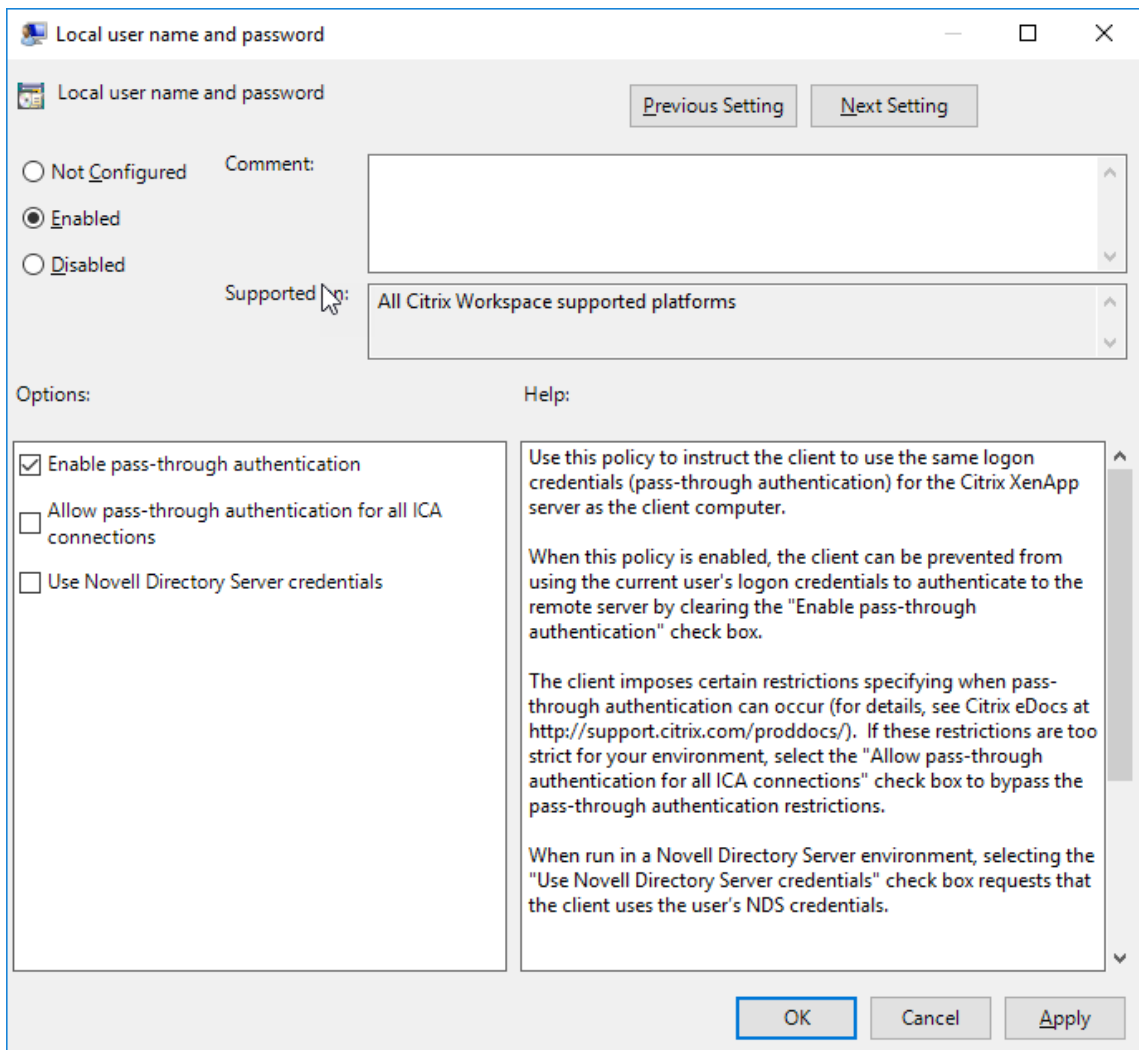 Local user name and password
Local user name and password
Previous Setting
Next Setting
Not Configured
Comment:
Enabled
Disabled
Supported on:
All Citrix Workspace supported platforms
Options:
Help:
Enable pass-through authentication
Allow pass-through authentication for all ICA
connections
Use Novell Directory Server credentials
Use this policy to instruct the client to use the same logon
credentials (pass-through authentication) for the Citrix XenApp
server as the client computer.
When this policy is enabled, the client can be prevented from
using the current user's logon credentials to authenticate to the
remote server by clearing the "Enable pass-through
authentication" check box.
The client imposes certain restrictions specifying when pass-
through authentication can occur (for details, see Citrix eDocs at
http://support.citrix.com/proddocs/).  If these restrictions are too
strict for your environment, select the "Allow pass-through
authentication for all ICA connections" check box to bypass the
pass-through authentication restrictions.
When run in a Novell Directory Server environment, selecting the
"Use Novell Directory Server credentials" check box requests that
the client uses the user's NDS credentials.
OK
Cancel
Apply